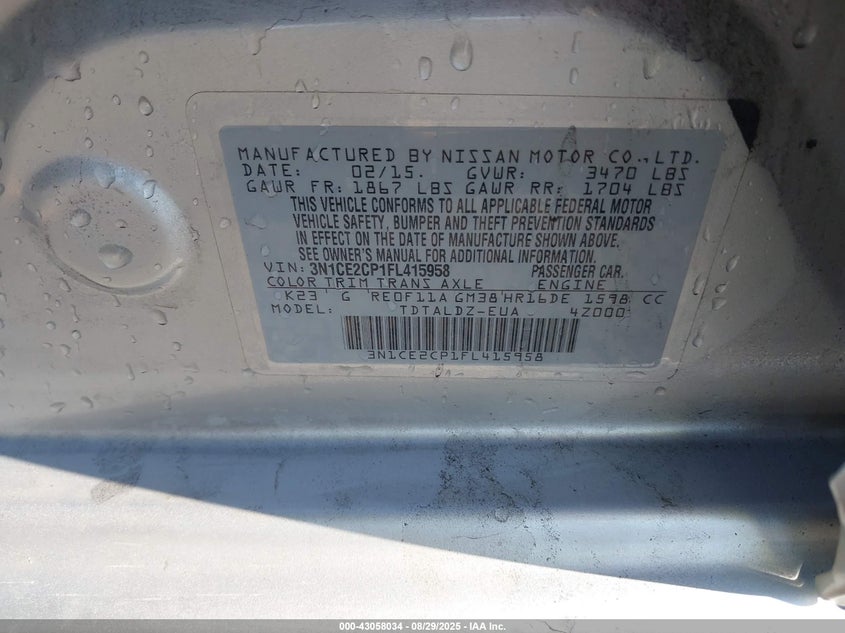 MANUFACTURED BY NISSAN MOTOR CO., LTD.
DATE: 02/15. GVWR: 3470 LBS
GAWR FR: 1867 LBS GAWR RR: 1704 LBS
THIS VEHICLE CONFORMS TO ALL APPLICABLE FEDERAL MOTOR
VEHICLE SAFETY, BUMPER AND THEFT PREVENTION STANDARDS
IN EFFECT ON THE DATE OF MANUFACTURE SHOWN ABOVE.
SEE OWNER'S MANUAL FOR ADDITIONAL INFORMATION.
VIN: 3N1CE2CP1FL415958 PASSENGER CAR.
COLOR TRIM TRANS AXLE ENGINE
K23 G RE0F11A GM38 HR16DE 1598 CC
MODEL: TDTALDZ-EUA 4Z000
3N1CE2CP1FL415958
000-43058034 - 08/29/2025 - IAA Inc.